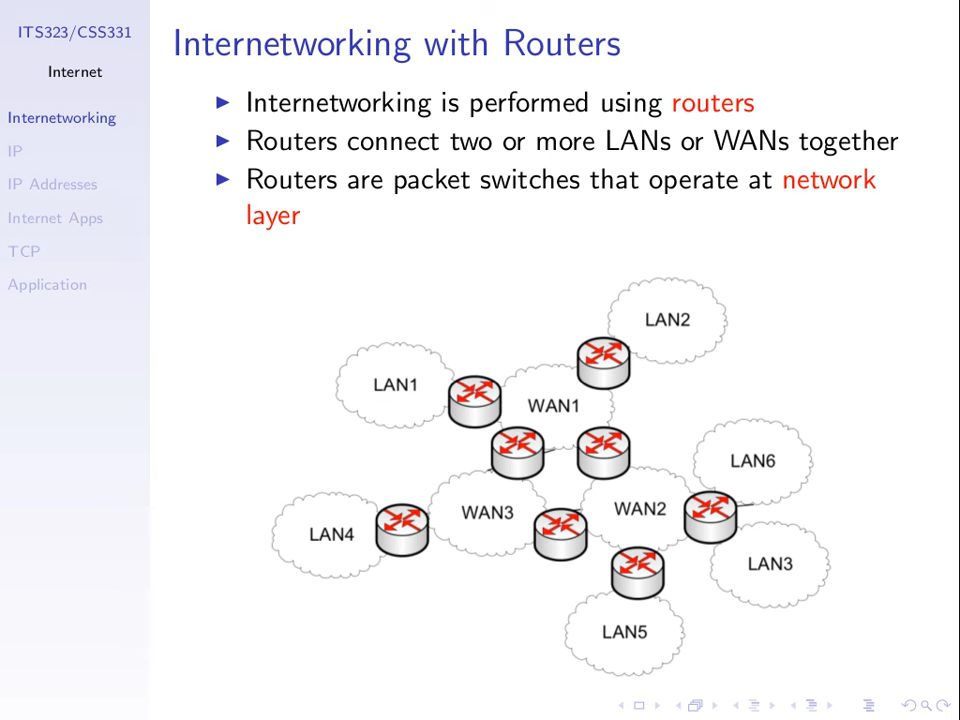 ITS323/CSS331
Internet
Internetworking
IP
IP Addresses
Internet Apps
TCP
Application
Internetworking with Routers
Internetworking is performed using routers
Routers connect two or more LANs or WANs together
Routers are packet switches that operate at network
layer
LAN2
LAN1
WAN1
LAN6
WAN3
WAN2
LAN4
LAN3
LAN5